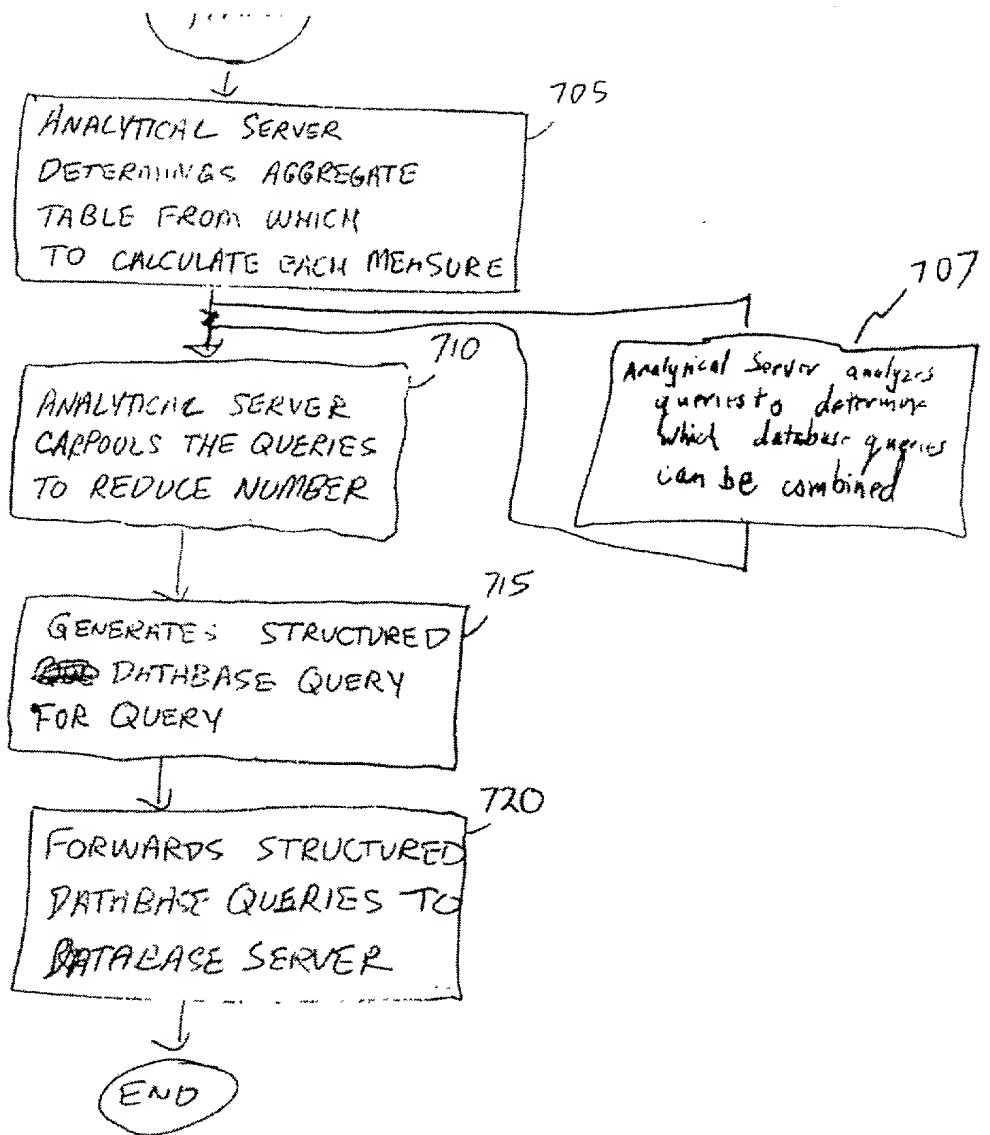 705
ANALYTICAL SERVER
DETERMINGS AGGREGATE
TABLE FROM WHICH
TO CALCULATE EACH MEASURE
707
Analytical Server analyzes
queries to determine
which database queries
can be combined
710
ANALYTICAL SERVER
CARPOOLS THE QUERIES
TO REDUCE NUMBER
715
GENERATES STRUCTURED
DATABASE QUERY
FOR QUERY
720
FORWARDS STRUCTURED
DATABASE QUERIES TO
DATABASE SERVER
END